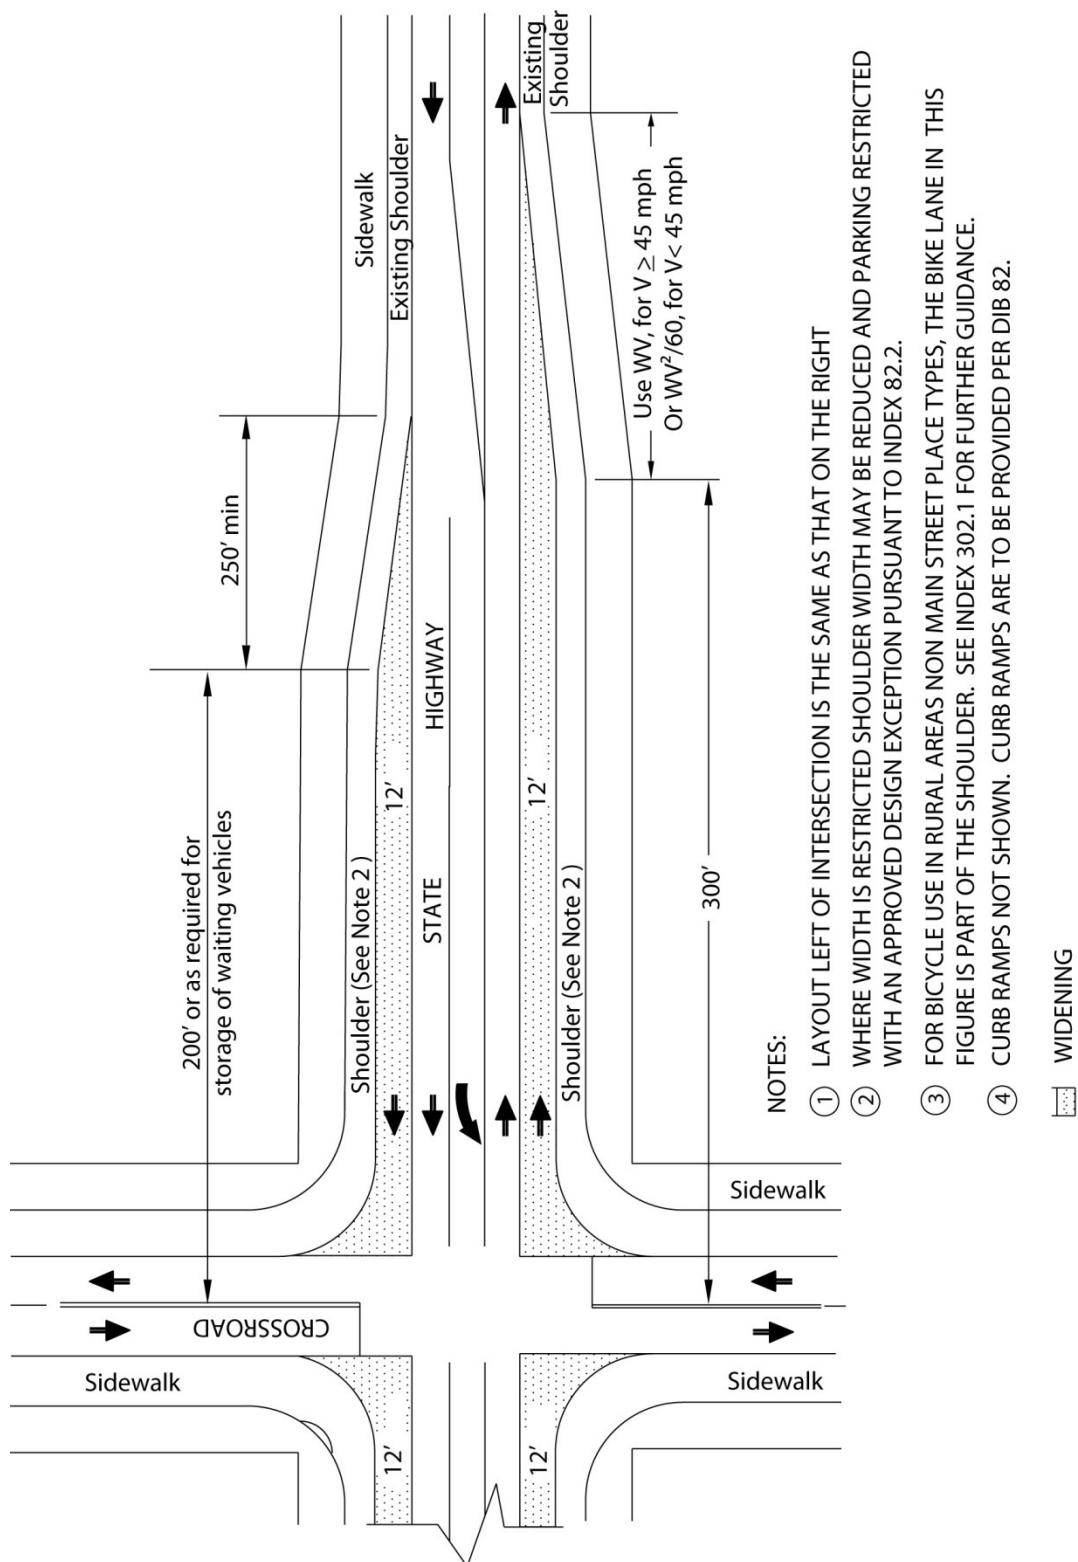 200' or as required for
storage of waiting vehicles
250' min
Sidewalk
Existing Shoulder
Sidewalk
CROSSROAD
Shoulder (See Note 2 )
12'
12'
STATE
HIGHWAY
12'
12'
Existing
Shoulder
Shoulder (See Note 2 )
Use WV, for V ≥ 45 mph
Or WV²/60, for V < 45 mph
300'
Sidewalk
Sidewalk
NOTES:
1 LAYOUT LEFT OF INTERSECTION IS THE SAME AS THAT ON THE RIGHT
2 WHERE WIDTH IS RESTRICTED SHOULDER WIDTH MAY BE REDUCED AND PARKING RESTRICTED
WITH AN APPROVED DESIGN EXCEPTION PURSUANT TO INDEX 82.2.
3 FOR BICYCLE USE IN RURAL AREAS NON MAIN STREET PLACE TYPES, THE BIKE LANE IN THIS
FIGURE IS PART OF THE SHOULDER. SEE INDEX 302.1 FOR FURTHER GUIDANCE.
4 CURB RAMPS NOT SHOWN. CURB RAMPS ARE TO BE PROVIDED PER DIB 82.
WIDENING